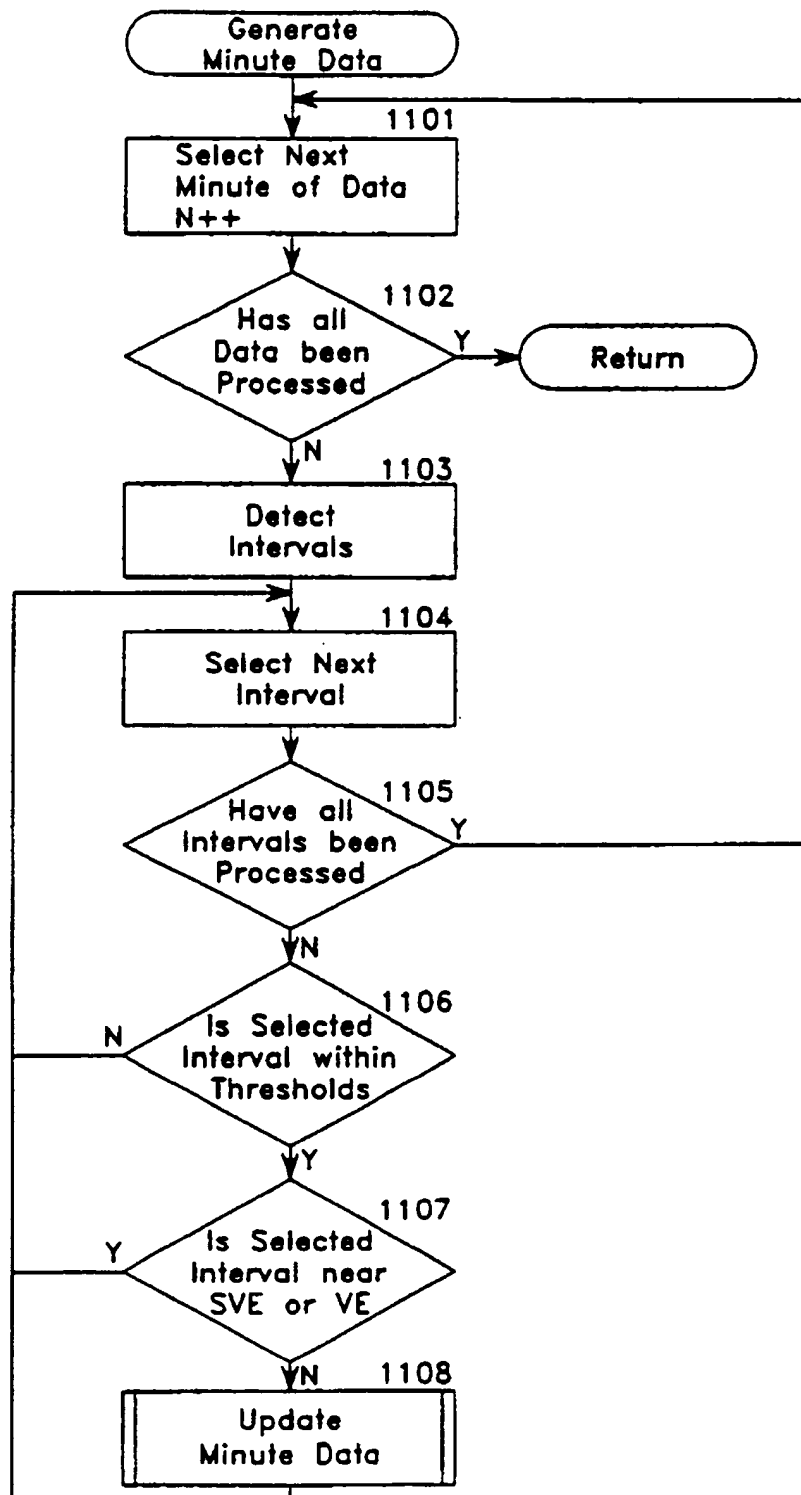 Generate
Minute Data
1101
Select Next
Minute of Data
N++
1102
Has all
Data been
Processed
Y
Return
N
1103
Detect
Intervals
1104
Select Next
Interval
1105
Have all
Intervals been
Processed
Y
N
1106
Is Selected
Interval within
Thresholds
N
Y
1107
Is Selected
Interval near
SVE or VE
Y
N
1108
Update
Minute Data